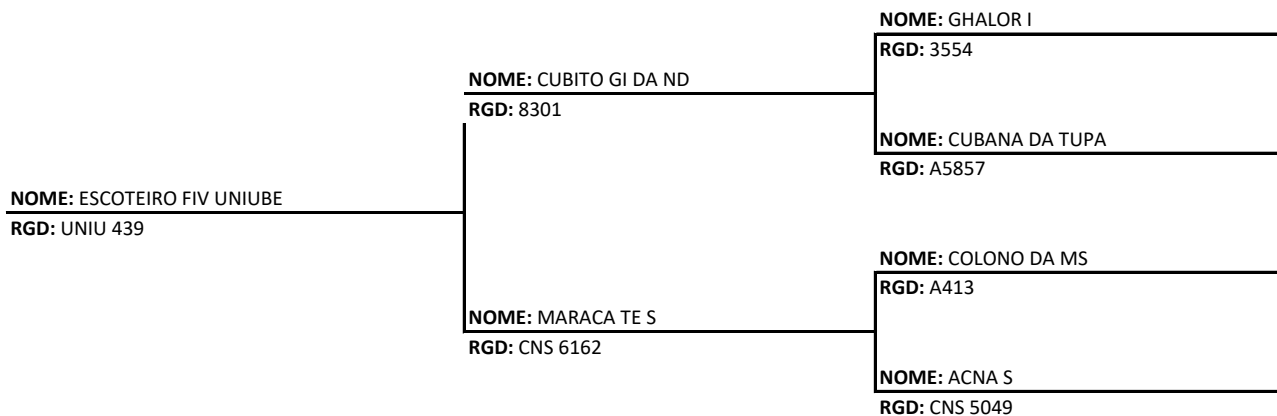 NOME: GHALOR I
RGD: 3554
NOME: CUBITO GI DA ND
RGD: 8301
NOME: CUBANA DA TUPA
RGD: A5857
NOME: ESCOTEIRO FIV UNIUBE
RGD: UNIU 439
NOME: COLONO DA MS
RGD: A413
NOME: MARACA TE S
RGD: CNS 6162
NOME: ACNA S
RGD: CNS 5049